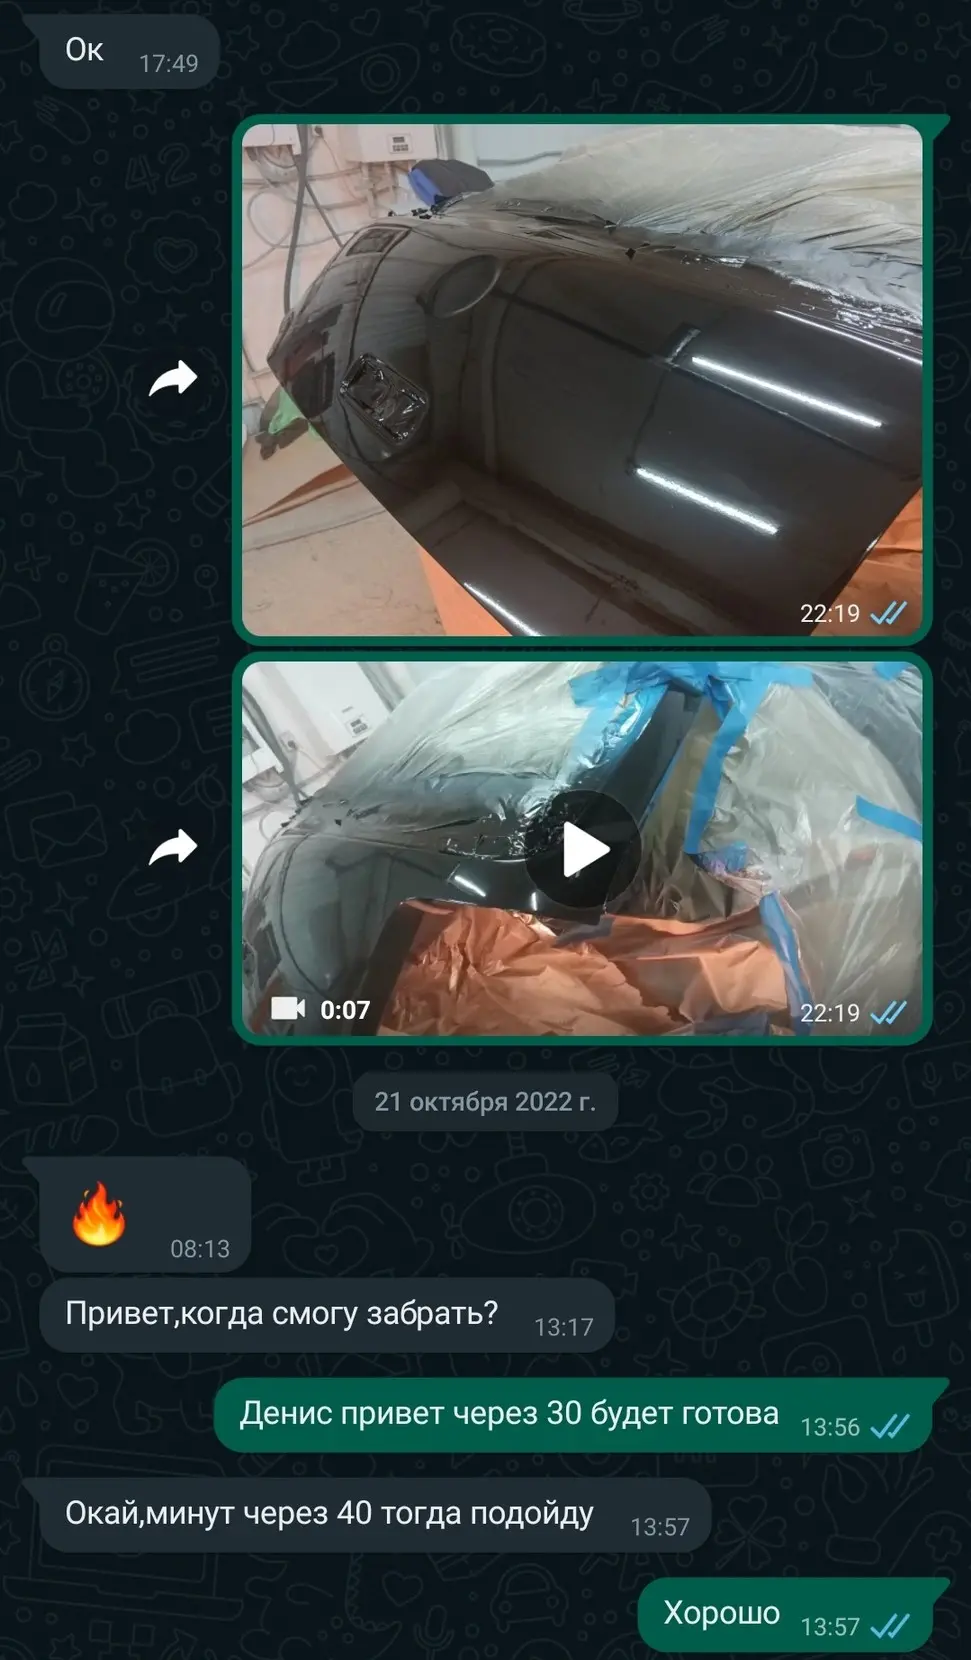 Ок
17:49
22:19
0:07
22:19
21 октября 2022 г.
🔥
08:13
Привет,когда смогу забрать?
13:17
Денис привет через 30 будет готова
13:56
Окай,минут через 40 тогда подойду
13:57
Хорошо
13:57